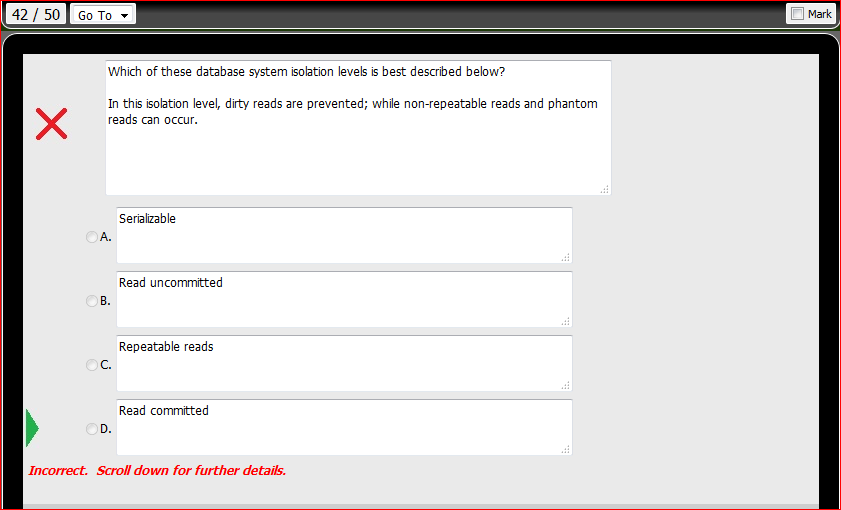 42 / 50 Go To Mark
Which of these database system isolation levels is best described below?
In this isolation level, dirty reads are prevented; while non-repeatable reads and phantom
reads can occur.
A. Serializable
B. Read uncommitted
C. Repeatable reads
D. Read committed
Incorrect. Scroll down for further details.